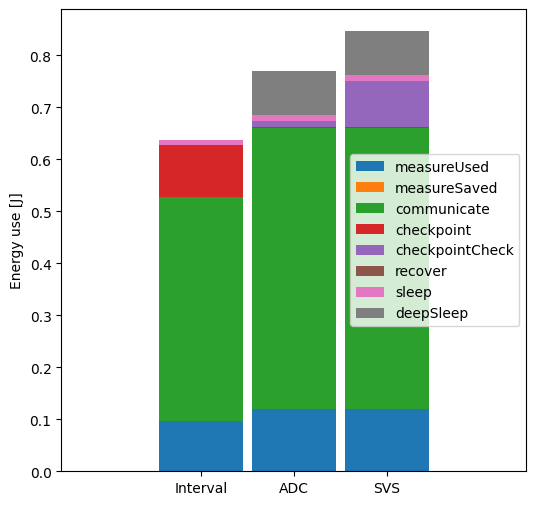 Energy use [J]
0.8
0.7
0.6
0.5
0.4
0.3
0.2
0.1
0.0
measureUsed
measureSaved
communicate
checkpoint
checkpointCheck
recover
sleep
deepSleep
Interval ADC SVS